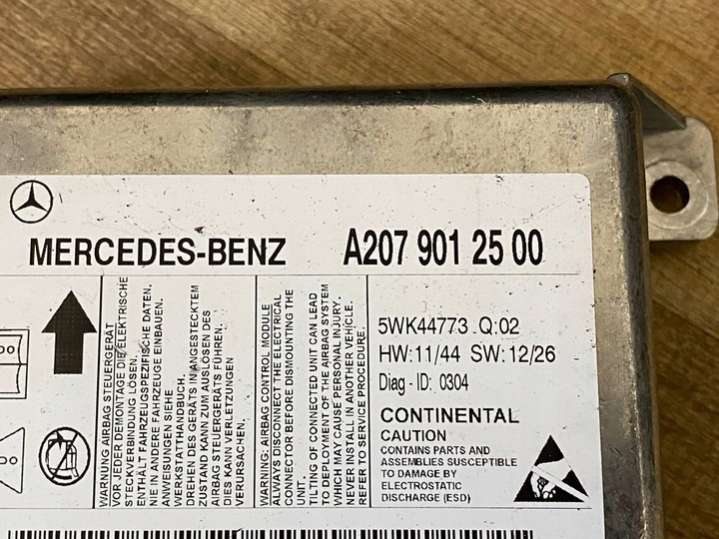 MERCEDES-BENZ A207 901 25 00
WARNUNG AIRBAG STEUERGERÄT
VOR JEDER DEMONTAGE DIE ELEKTRISCHE
STECKVERBINDUNG LÖSEN.
ENTHÄLT FAHRZEUGSPEZIFISCHE DATEN.
NIE IN ANDERE FAHRZEUGE EINBAUEN.
ANWEISUNGEN SIEHE
WERKSTATTHANDBUCH.
DREHEN DES GERÄTS IN ANGESTECKTEM
ZUSTAND KANN ZUM AUSLÖSEN DES
AIRBAG STEUERGERÄTS FÜHREN.
DIES KANN VERLETZUNGEN
VERURSACHEN.
WARNING: AIRBAG CONTROL MODULE
ALWAYS DISCONNECT THE ELECTRICAL
CONNECTOR BEFORE DISMOUNTING THE
UNIT.
TILTING OF CONNECTED UNIT CAN LEAD
TO DEPLOYMENT OF THE AIRBAG SYSTEM
WHICH MAY CAUSE PERSONAL INJURY.
NEVER INSTALL IN ANOTHER VEHICLE.
REFER TO SERVICE PROCEDURE.
5WK44773 Q:02
HW:11/44 SW:12/26
Diag - ID: 0304
CONTINENTAL
CAUTION
CONTAINS PARTS AND
ASSEMBLIES SUSCEPTIBLE
TO DAMAGE BY
ELECTROSTATIC
DISCHARGE (ESD)